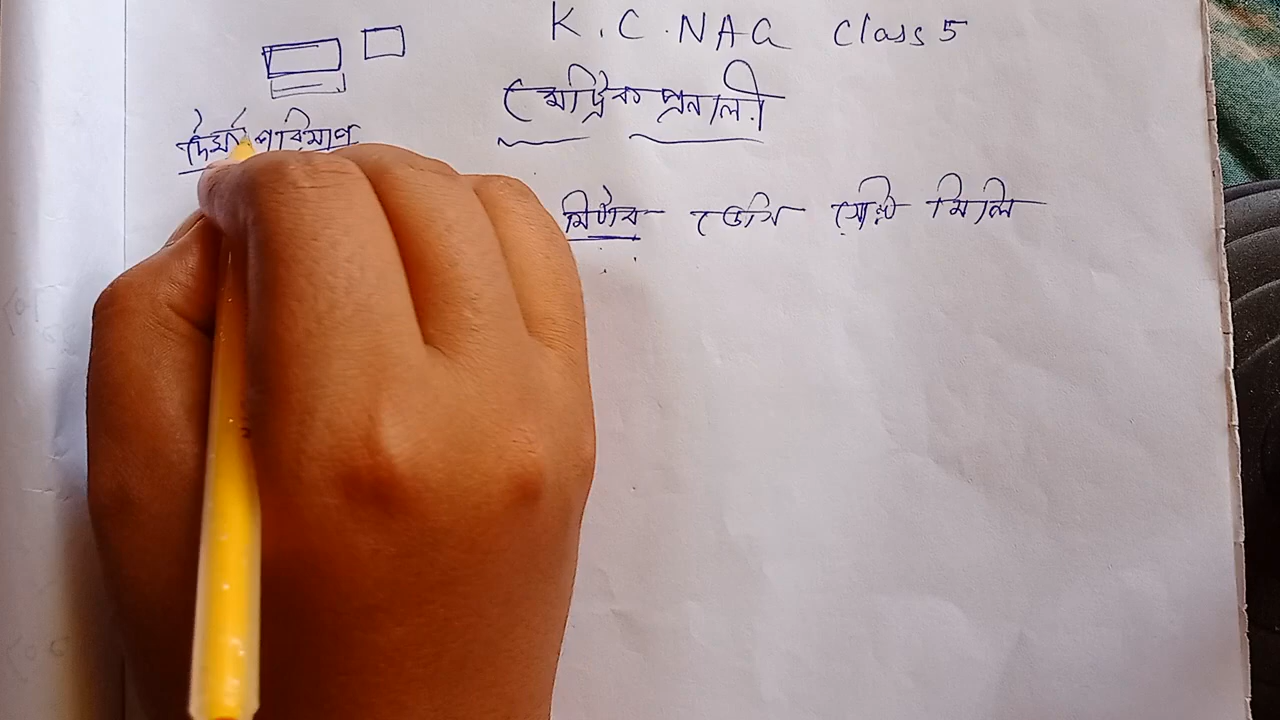 K.C.NAG Class 5
মেট্রিক প্রনালী
দৈর্ঘ্য পরিমাপ
মিটার ডেসি সেন্টি মিলি